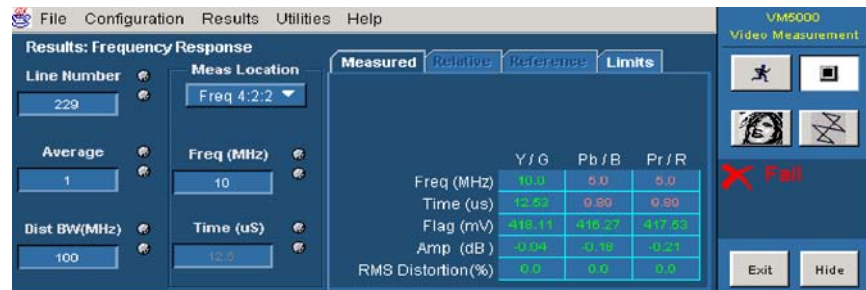 File Configuration Results Utilities Help
VM5000
Video Measurement
Results: Frequency Response
Line Number
229
Average
1
Dist BW(MHz)
100
Meas Location
Freq 4:2:2
Freq (MHz)
10
Time (uS)
12.5
Measured Relative Reference Limits
Y / G Pb / B Pr / R
Freq (MHz) 10.0 5.0 5.0
Time (us) 12.53 0.89 0.90
Flag (mV) 418.11 416.27 417.53
Amp (dB) -0.04 -0.18 -0.21
RMS Distortion(%) 0.0 0.0 0.0
Fail
Exit Hide